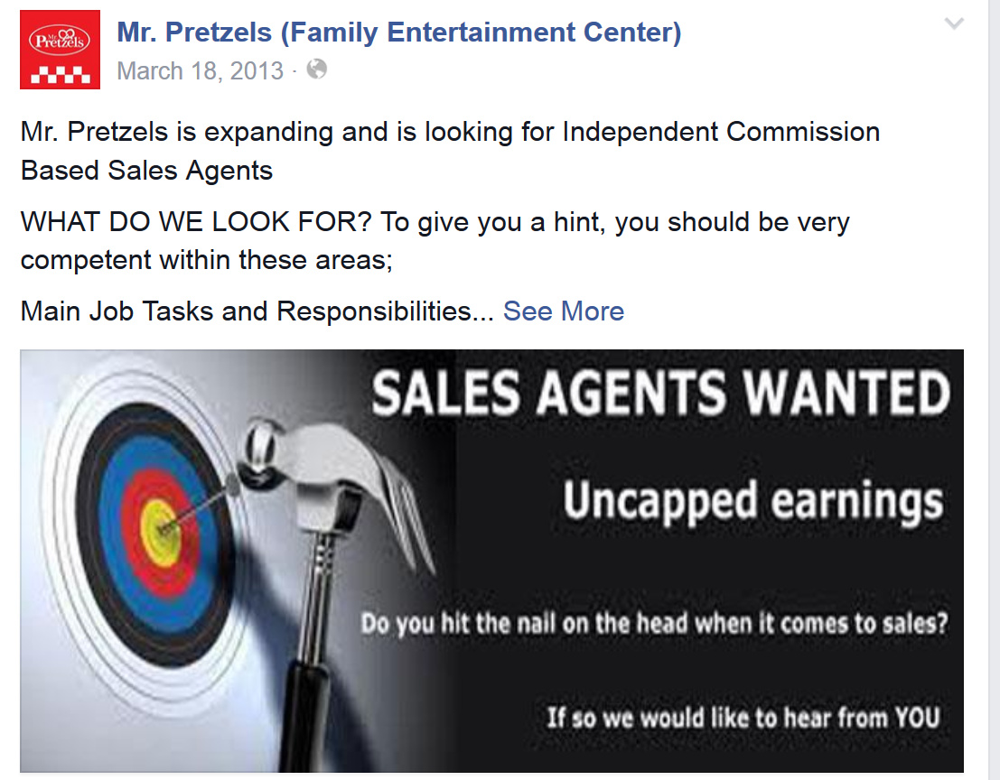 Mr. Pretzels
Mr. Pretzels (Family Entertainment Center)
March 18, 2013 ·
Mr. Pretzels is expanding and is looking for Independent Commission
Based Sales Agents
WHAT DO WE LOOK FOR? To give you a hint, you should be very
competent within these areas;
Main Job Tasks and Responsibilities... See More
SALES AGENTS WANTED
Uncapped earnings
Do you hit the nail on the head when it comes to sales?
If so we would like to hear from YOU